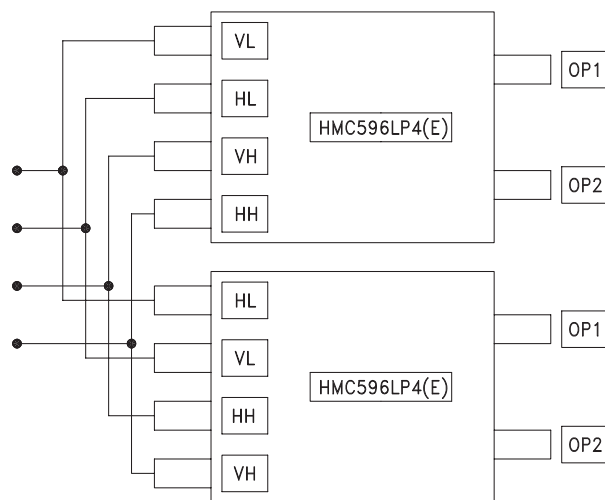 VL
OP1
HL
HMC596LP4(E)
VH
OP2
HH
HL
OP1
VL
HMC596LP4(E)
HH
OP2
VH